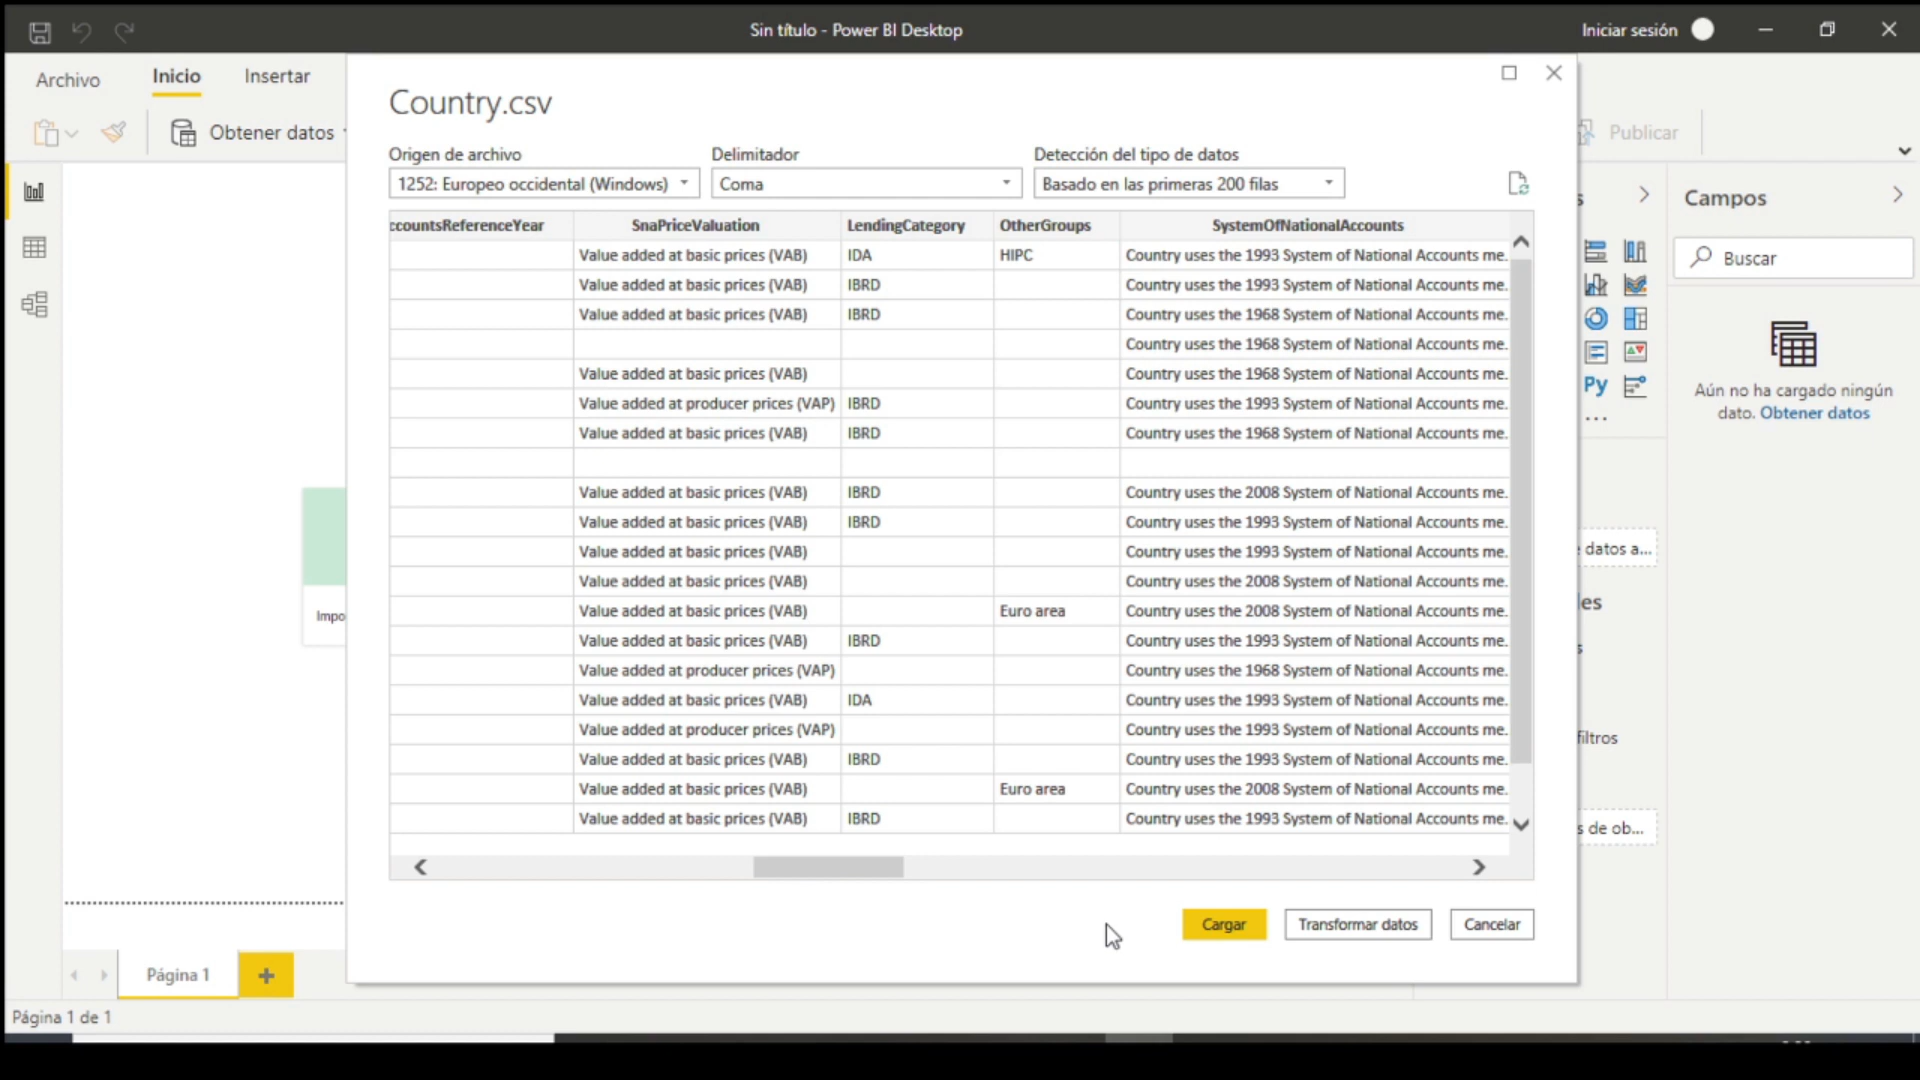 Sin título - Power BI Desktop
Iniciar sesión
Archivo
Inicio
Insertar
Obtener datos
Publicar
Country.csv
Origen de archivo
Delimitador
Detección del tipo de datos
1252: Europeo occidental (Windows)
Coma
Basado en las primeras 200 filas
ccountsReferenceYear SnaPriceValuation LendingCategory OtherGroups SystemOfNationalAccounts
Value added at basic prices (VAB) IDA HIPC Country uses the 1993 System of National Accounts me.
Value added at basic prices (VAB) IBRD Country uses the 1993 System of National Accounts me.
Value added at basic prices (VAB) IBRD Country uses the 1968 System of National Accounts me.
Country uses the 1968 System of National Accounts me.
Value added at basic prices (VAB) Country uses the 1968 System of National Accounts me.
Value added at producer prices (VAP) IBRD Country uses the 1993 System of National Accounts me.
Value added at basic prices (VAB) IBRD Country uses the 1968 System of National Accounts me.
Value added at basic prices (VAB) IBRD Country uses the 2008 System of National Accounts me.
Value added at basic prices (VAB) IBRD Country uses the 1993 System of National Accounts me.
Value added at basic prices (VAB) Country uses the 1993 System of National Accounts me.
Value added at basic prices (VAB) Country uses the 2008 System of National Accounts me.
Value added at basic prices (VAB) Euro area Country uses the 2008 System of National Accounts me.
Value added at basic prices (VAB) IBRD Country uses the 1993 System of National Accounts me.
Value added at producer prices (VAP) Country uses the 1968 System of National Accounts me.
Value added at basic prices (VAB) IDA Country uses the 1993 System of National Accounts me.
Value added at producer prices (VAP) Country uses the 1993 System of National Accounts me.
Value added at basic prices (VAB) IBRD Country uses the 1993 System of National Accounts me.
Value added at basic prices (VAB) Euro area Country uses the 2008 System of National Accounts me.
Value added at basic prices (VAB) IBRD Country uses the 1993 System of National Accounts me.
Cargar
Transformar datos
Cancelar
Impo
s
Py
...
datos a...
les
s
filtros
s de ob...
Campos
Buscar
Aún no ha cargado ningún
dato. Obtener datos
Página 1
+
Página 1 de 1